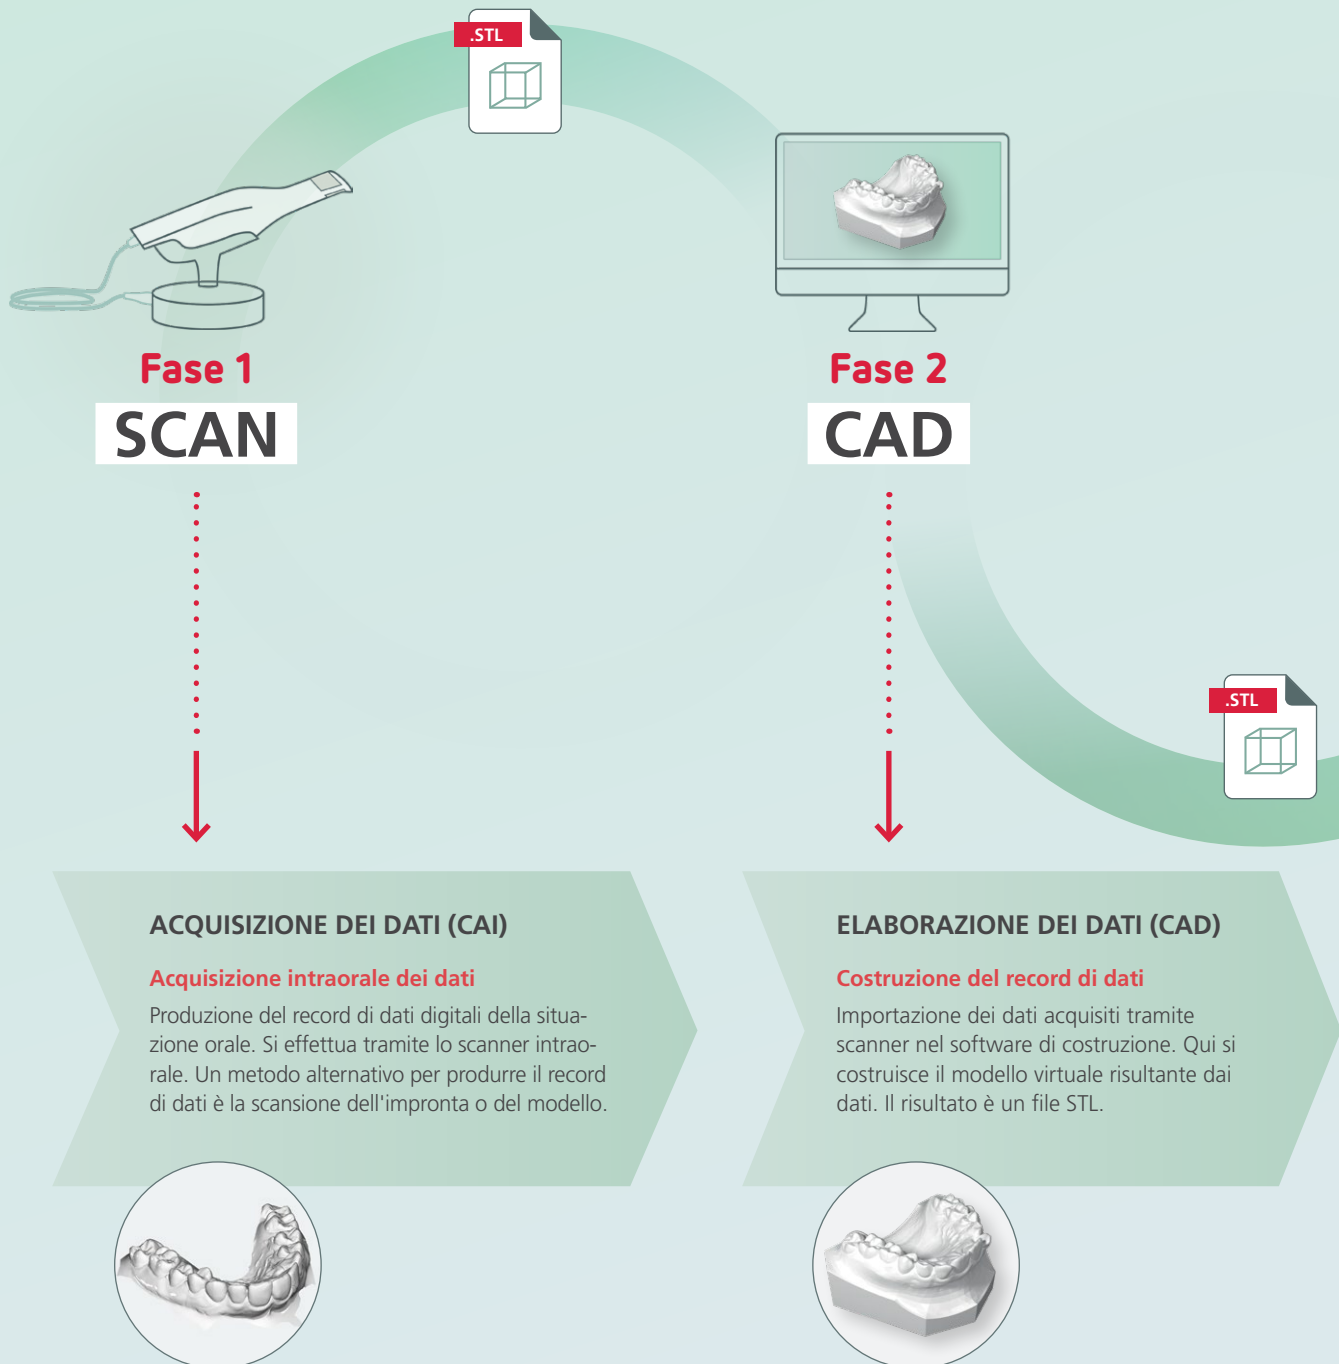 .STL
Fase 1
SCAN
Fase 2
CAD
.STL
ACQUISIZIONE DEI DATI (CAI)
Acquisizione intraorale dei dati
Produzione del record di dati digitali della situa-
zione orale. Si effettua tramite lo scanner intrao-
rale. Un metodo alternativo per produrre il record
di dati è la scansione dell'impronta o del modello.
ELABORAZIONE DEI DATI (CAD)
Costruzione del record di dati
Importazione dei dati acquisiti tramite
scanner nel software di costruzione. Qui si
costruisce il modello virtuale risultante dai
dati. Il risultato è un file STL.